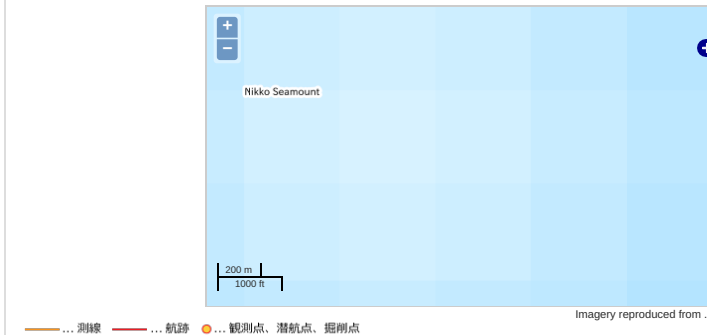 +
−
Nikko Seamount
200 m
1000 ft
Imagery reproduced from .
... 測線 ... 航跡 ... 観測点、潜航点、掘削点